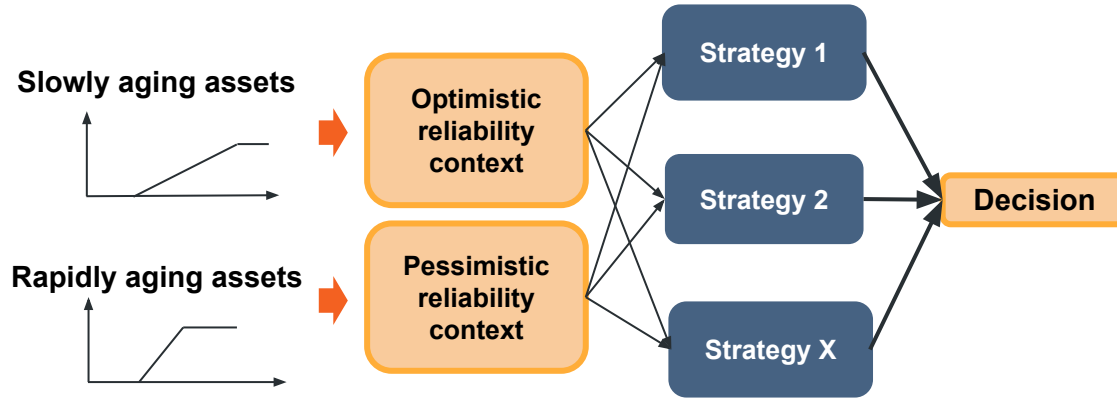 Slowly aging assets
Optimistic
reliability
context
Rapidly aging assets
Pessimistic
reliability
context
Strategy 1
Strategy 2
Strategy X
Decision